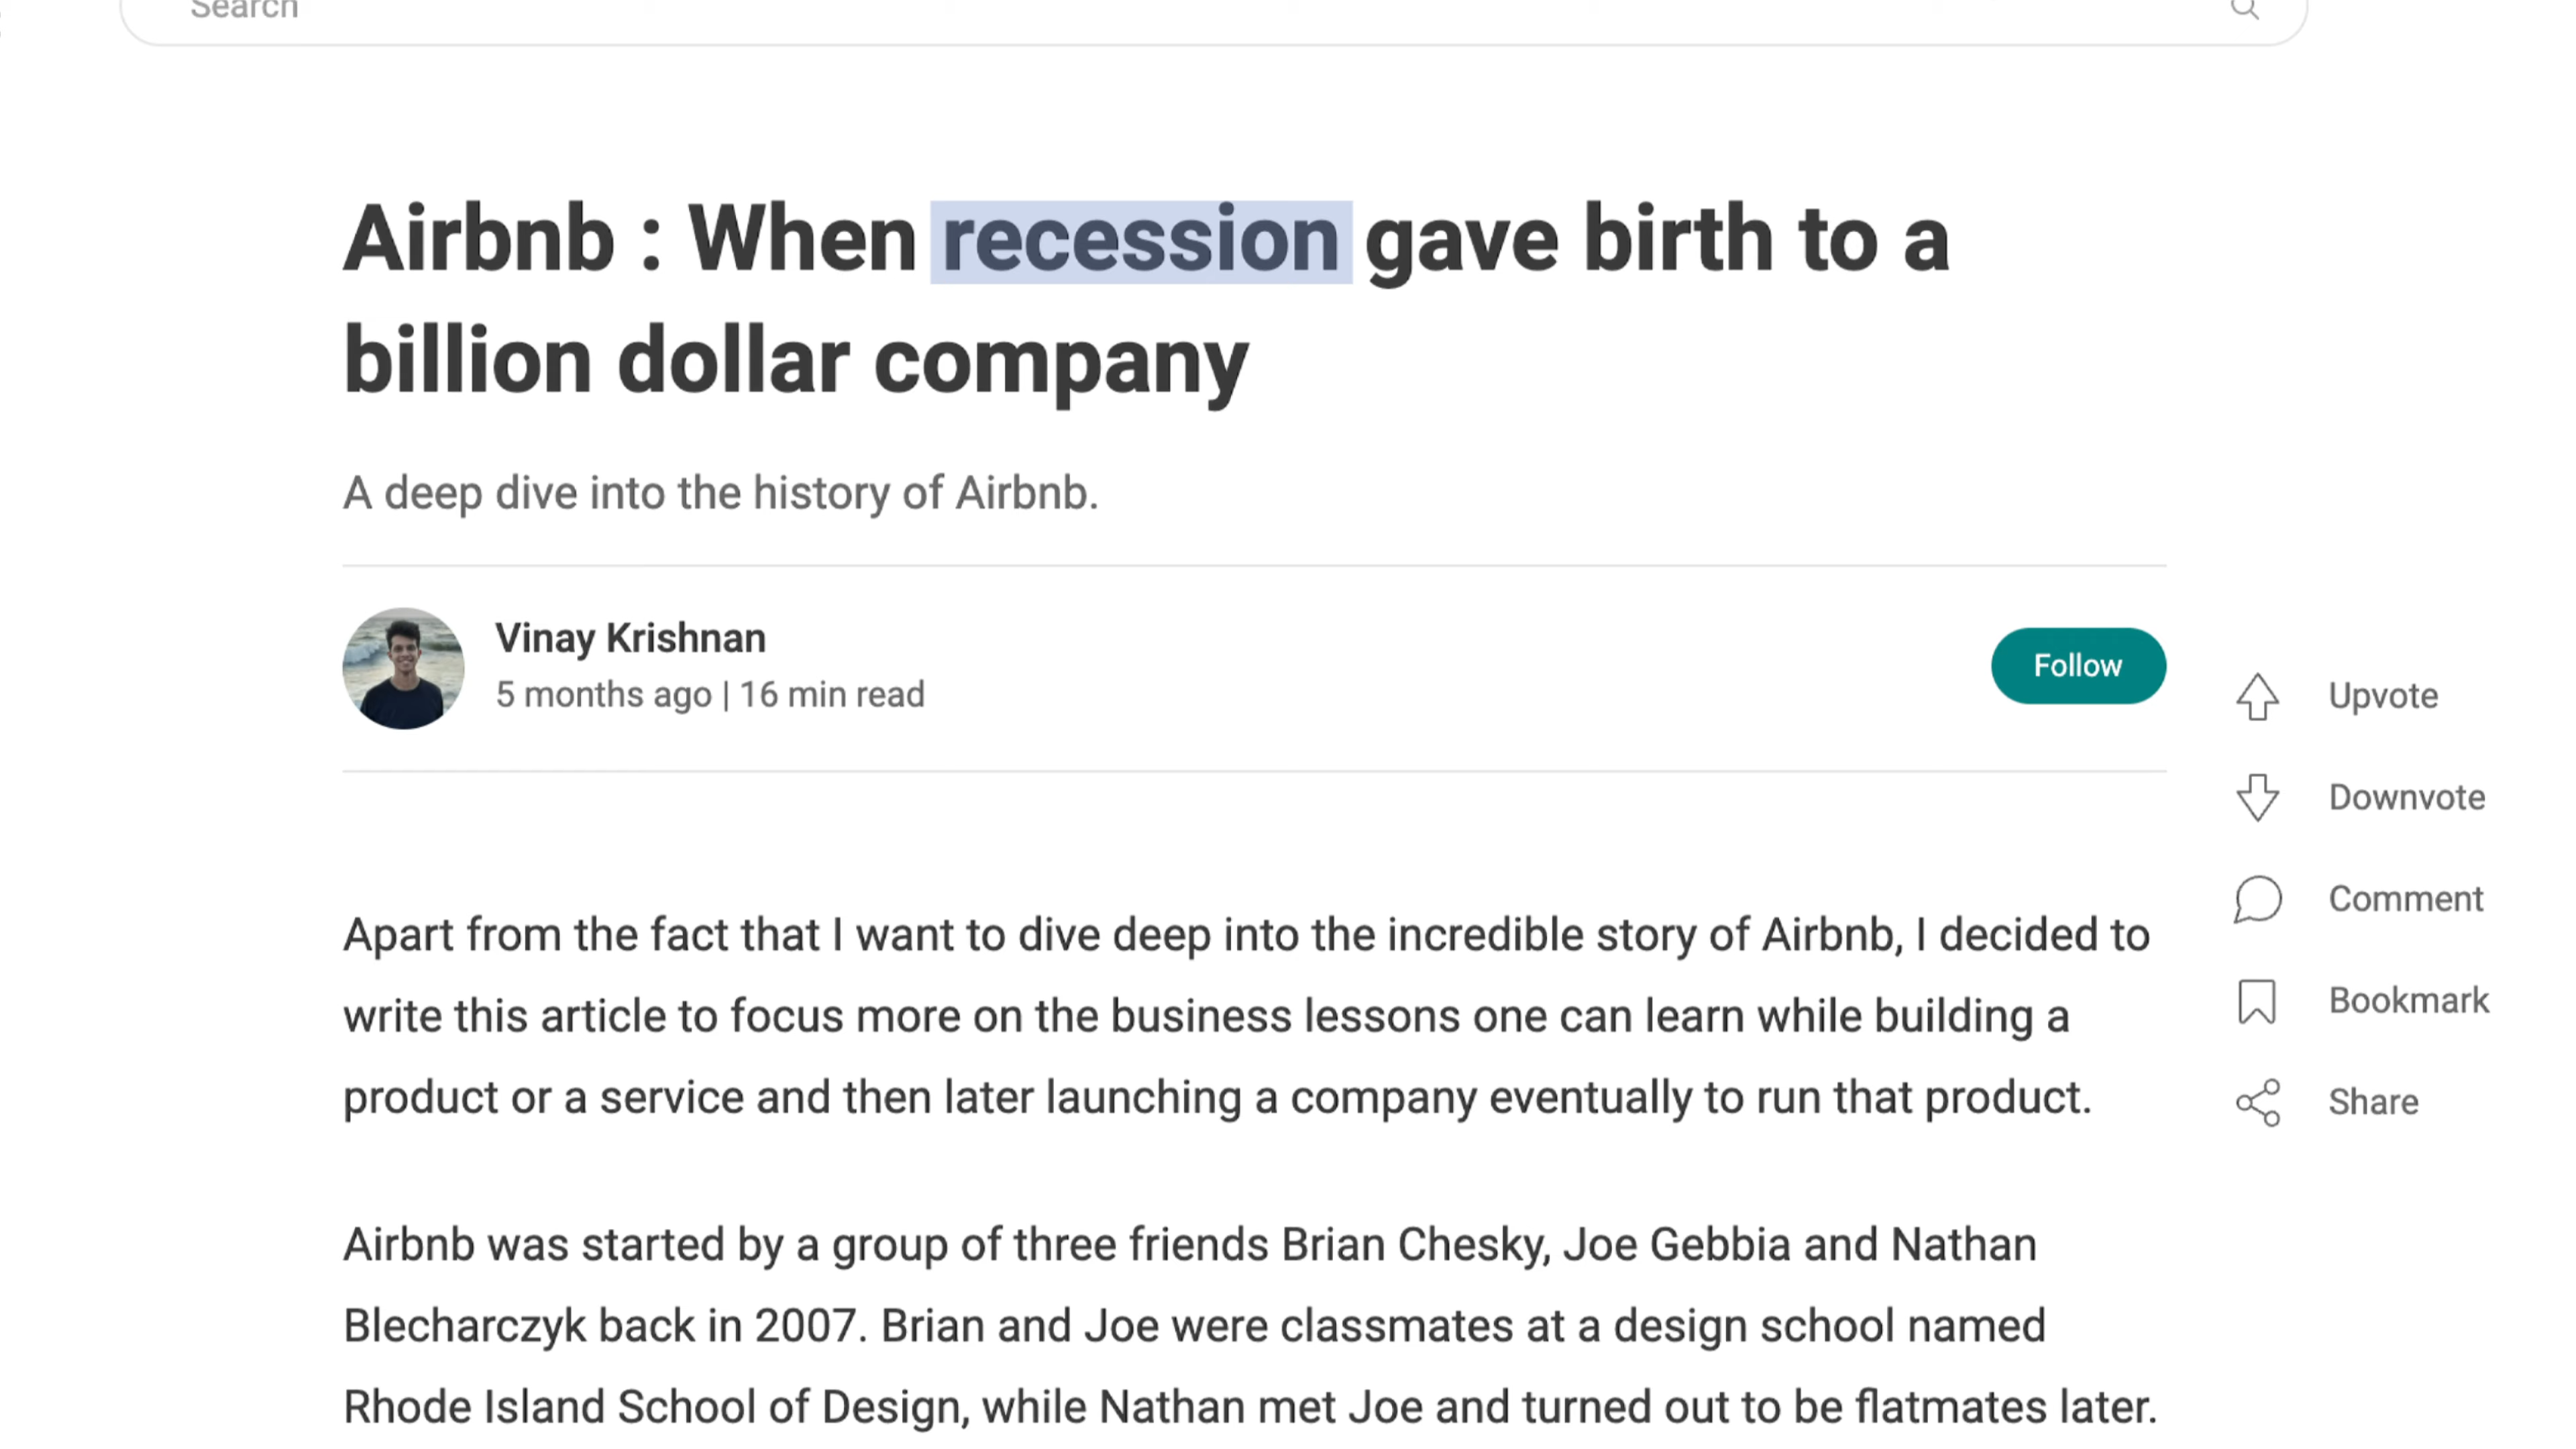 Search
Airbnb : When recession gave birth to a
billion dollar company
A deep dive into the history of Airbnb.
Vinay Krishnan
5 months ago | 16 min read
Follow
Upvote
Downvote
Comment
Bookmark
Share
Apart from the fact that I want to dive deep into the incredible story of Airbnb, I decided to
write this article to focus more on the business lessons one can learn while building a
product or a service and then later launching a company eventually to run that product.
Airbnb was started by a group of three friends Brian Chesky, Joe Gebbia and Nathan
Blecharczyk back in 2007. Brian and Joe were classmates at a design school named
Rhode Island School of Design, while Nathan met Joe and turned out to be flatmates later.